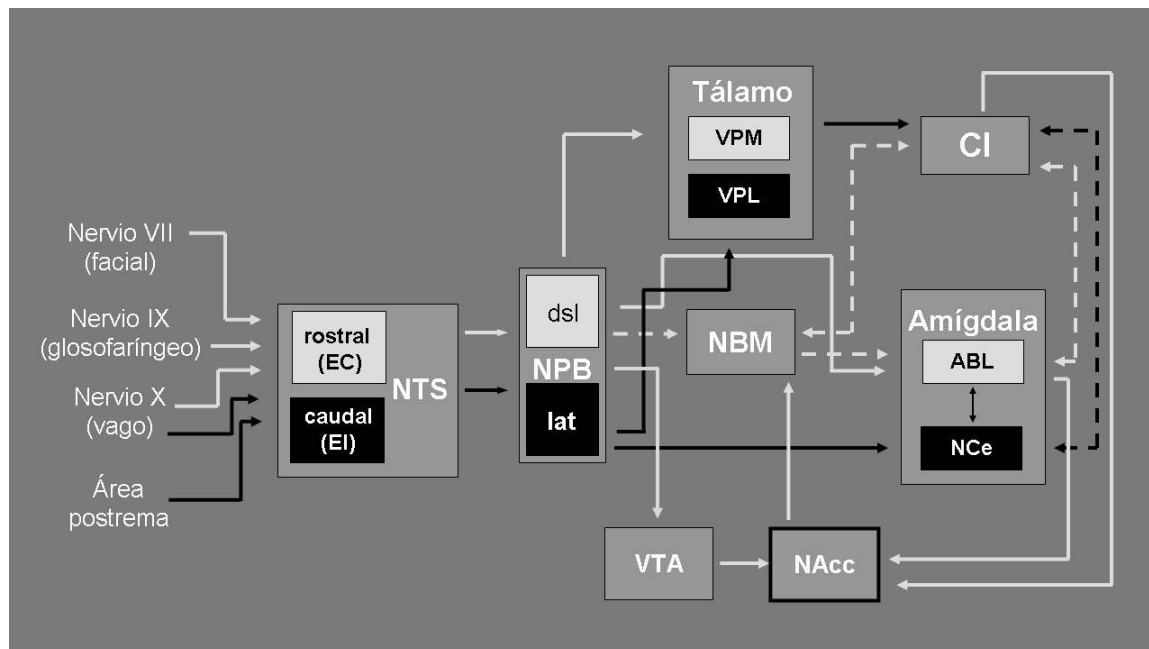 Nervio VII
(facial)
Nervio IX
(glosofaríngeo)
Nervio X
(vago)
Área
postrema
rostral
(EC)
caudal
(EI)
NTS
dsl
NPB
lat
Tálamo
VPM
VPL
CI
NBM
Amígdala
ABL
NCe
VTA
NAcc